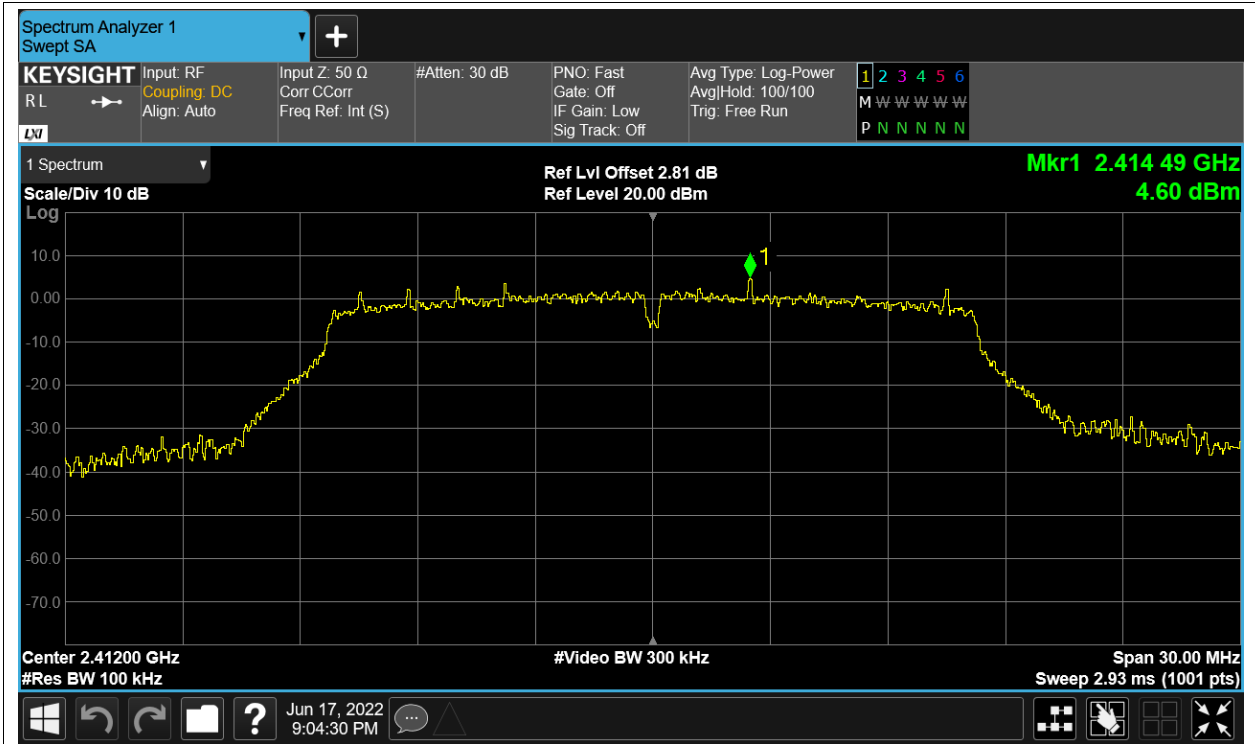 Spectrum Analyzer 1
Swept SA
KEYSIGHT
R L
LXI
Input: RF
Coupling: DC
Align: Auto
Input Z: 50 Ω
Corr CCorr
Freq Ref: Int (S)
#Atten: 30 dB
PNO: Fast
Gate: Off
IF Gain: Low
Sig Track: Off
Avg Type: Log-Power
Avg|Hold: 100/100
Trig: Free Run
1 2 3 4 5 6
M W W W W W
P N N N N N
1 Spectrum
Scale/Div 10 dB
Ref Lvl Offset 2.81 dB
Ref Level 20.00 dBm
Mkr1 2.414 49 GHz
4.60 dBm
Log
10.0
0.00
-10.0
-20.0
-30.0
-40.0
-50.0
-60.0
-70.0
1
Center 2.41200 GHz
#Res BW 100 kHz
#Video BW 300 kHz
Span 30.00 MHz
Sweep 2.93 ms (1001 pts)
?
Jun 17, 2022
9:04:30 PM